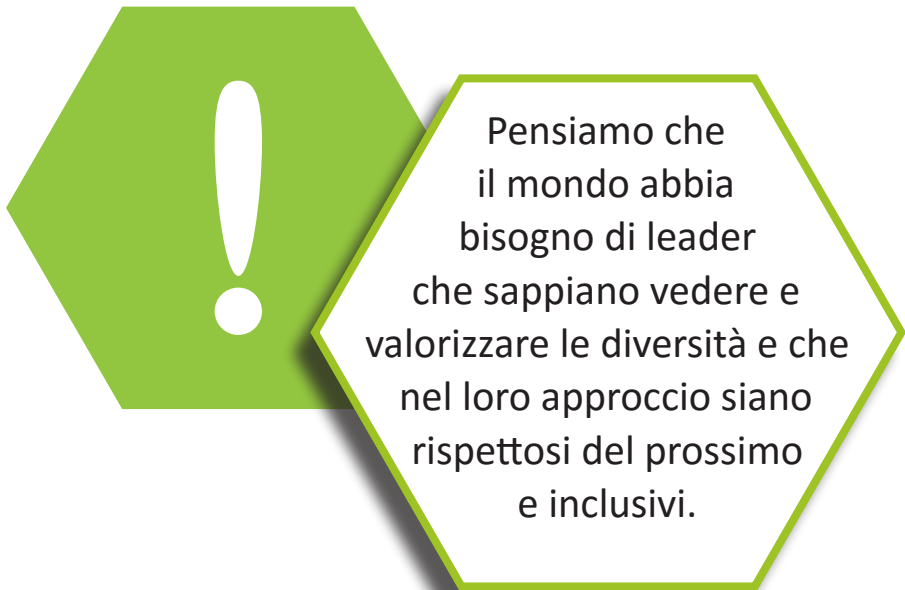 !
Pensiamo che
il mondo abbia
bisogno di leader
che sappiano vedere e
valorizzare le diversità e che
nel loro approccio siano
rispettosi del prossimo
e inclusivi.